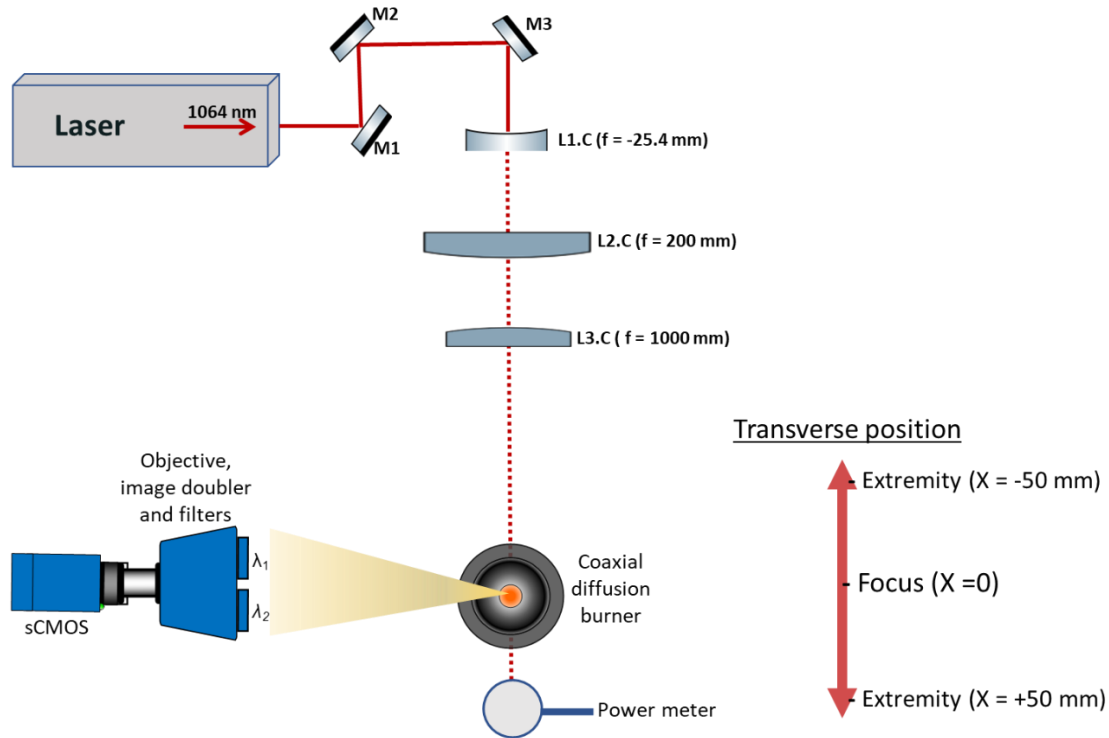 M2
M3
1064 nm
Laser
M1
L1.C (f = -25.4 mm)
L2.C (f = 200 mm)
L3.C ( f = 1000 mm)
Transverse position
Objective,
image doubler
and filters
- Extremity (X = -50 mm)
λ1
λ2
sCMOS
Coaxial
diffusion
burner
- Focus (X =0)
- Extremity (X = +50 mm)
Power meter